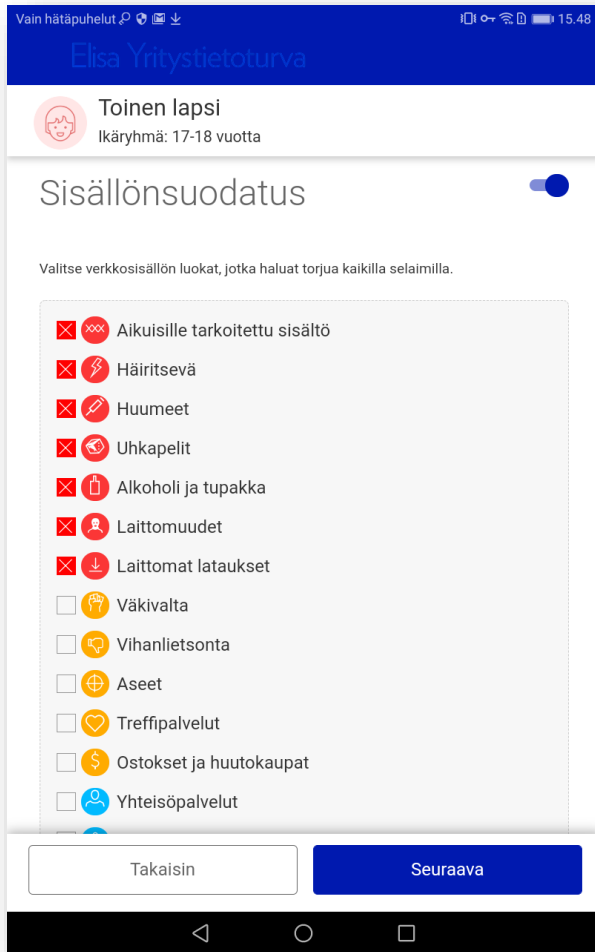 Vain hätäpuhelut 15.48
Elisa Yritystietoturva
Toinen lapsi
Ikäryhmä: 17-18 vuotta
Sisällönsuodatus
Valitse verkkosisällön luokat, jotka haluat torjua kaikilla selaimilla.
XXX Aikuisille tarkoitettu sisältö
Häiritsevä
Huumeet
Uhkapelit
Alkoholi ja tupakka
Laittomuudet
Laittomat lataukset
Väkivalta
Vihanlietsonta
Aseet
Treffipalvelut
$ Ostokset ja huutokaupat
Yhteisöpalvelut
Takaisin Seuraava